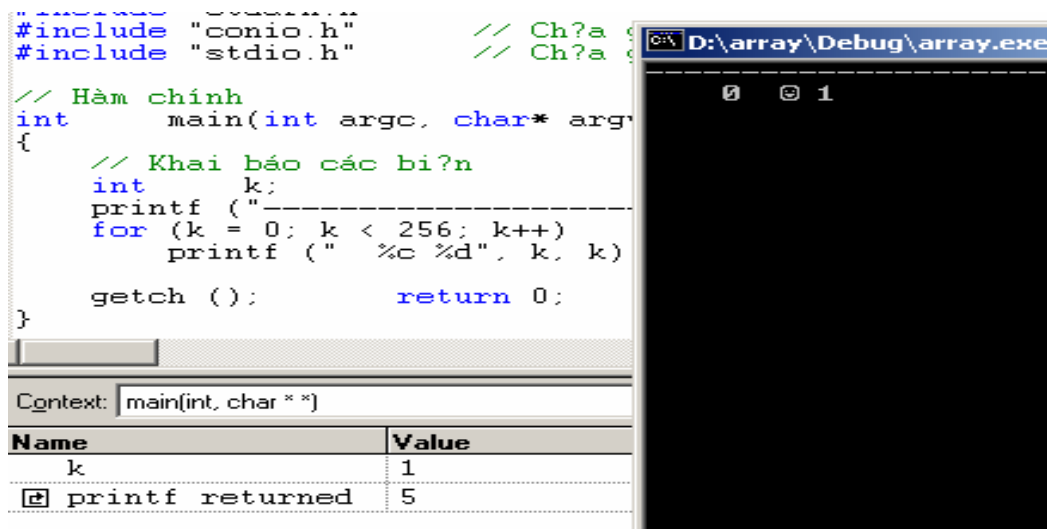 #include "conio.h" // Ch?a
#include "stdio.h" // Ch?a
// Hàm chính
int main(int argc, char*
{
// Khai báo các bi?n
int k;
printf ("----------------------
for (k = 0; k < 256; k++)
printf (" %c %d", k, k)
getch (); return 0;
}
D:\array\Debug\array.exe
----------------------
0 ☺ 1
Context: main(int, char * *)
Name Value
k 1
printf returned 5